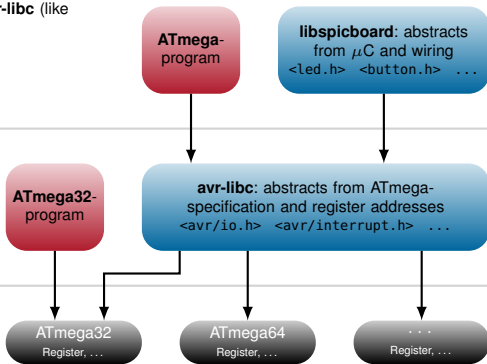 r-libc (like
ATmega-
program
libspicboard: abstracts
from μC and wiring
<led.h> <button.h> ...
ATmega32-
program
avr-libc: abstracts from ATmega-
specification and register addresses
<avr/io.h> <avr/interrupt.h> ...
ATmega32
Register, ...
ATmega64
Register, ...
...
Register, ...